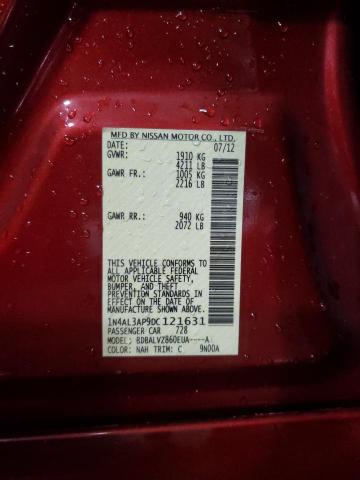 MFD BY NISSAN MOTOR CO., LTD.
DATE: 07/12
GVWR: 1910 KG
4211 LB
GAWR FR: 1005 KG
2216 LB
GAWR RR: 940 KG
2072 LB
THIS VEHICLE CONFORMS TO
ALL APPLICABLE FEDERAL
MOTOR VEHICLE SAFETY,
BUMPER, AND THEFT
PREVENTION STANDARDS IN
EFFECT ON THE DATE OF
MANUFACTURE SHOWN ABOVE.
1N4AL3AP9DC121631
PASSENGER CAR 728
MODEL: BDBALVZ860EUA----A
COLOR: NAH TRIM: C 9N00A